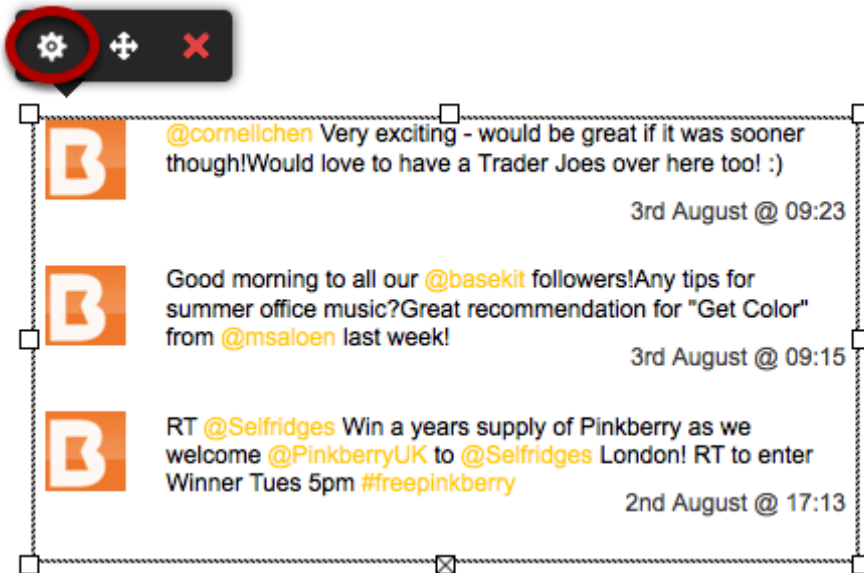 @cornellchen Very exciting - would be great if it was sooner
though!Would love to have a Trader Joes over here too! :)
3rd August @ 09:23
Good morning to all our @basekit followers!Any tips for
summer office music?Great recommendation for "Get Color"
from @msaloen last week!
3rd August @ 09:15
RT @Selfridges Win a years supply of Pinkberry as we
welcome @PinkberryUK to @Selfridges London! RT to enter
Winner Tues 5pm #freepinkberry
2nd August @ 17:13